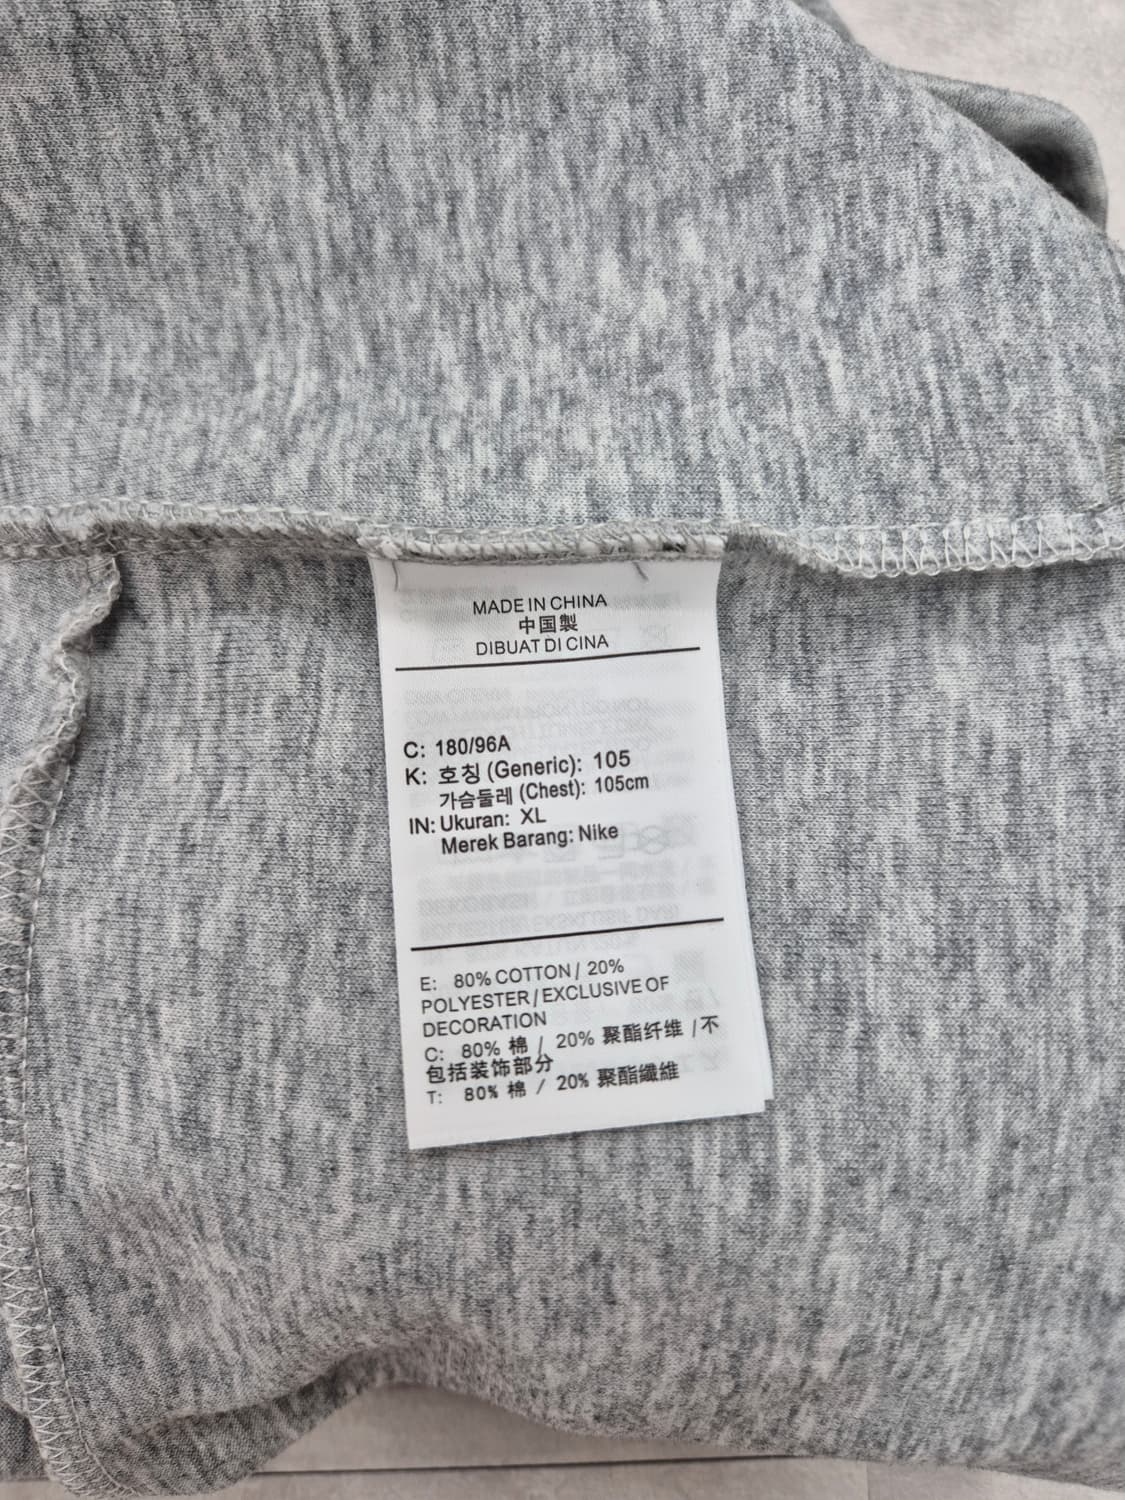 MADE IN CHINA
中国製
DIBUAT DI CINA
C: 180/96A
K: 호칭 (Generic): 105
가슴둘레 (Chest): 105cm
IN: Ukuran: XL
Merek Barang: Nike
E: 80% COTTON / 20%
POLYESTER / EXCLUSIVE OF
DECORATION
C: 80% 棉 / 20% 聚酯纤维 / 不
包括装饰部分
T: 80% 棉 / 20% 聚酯纖維